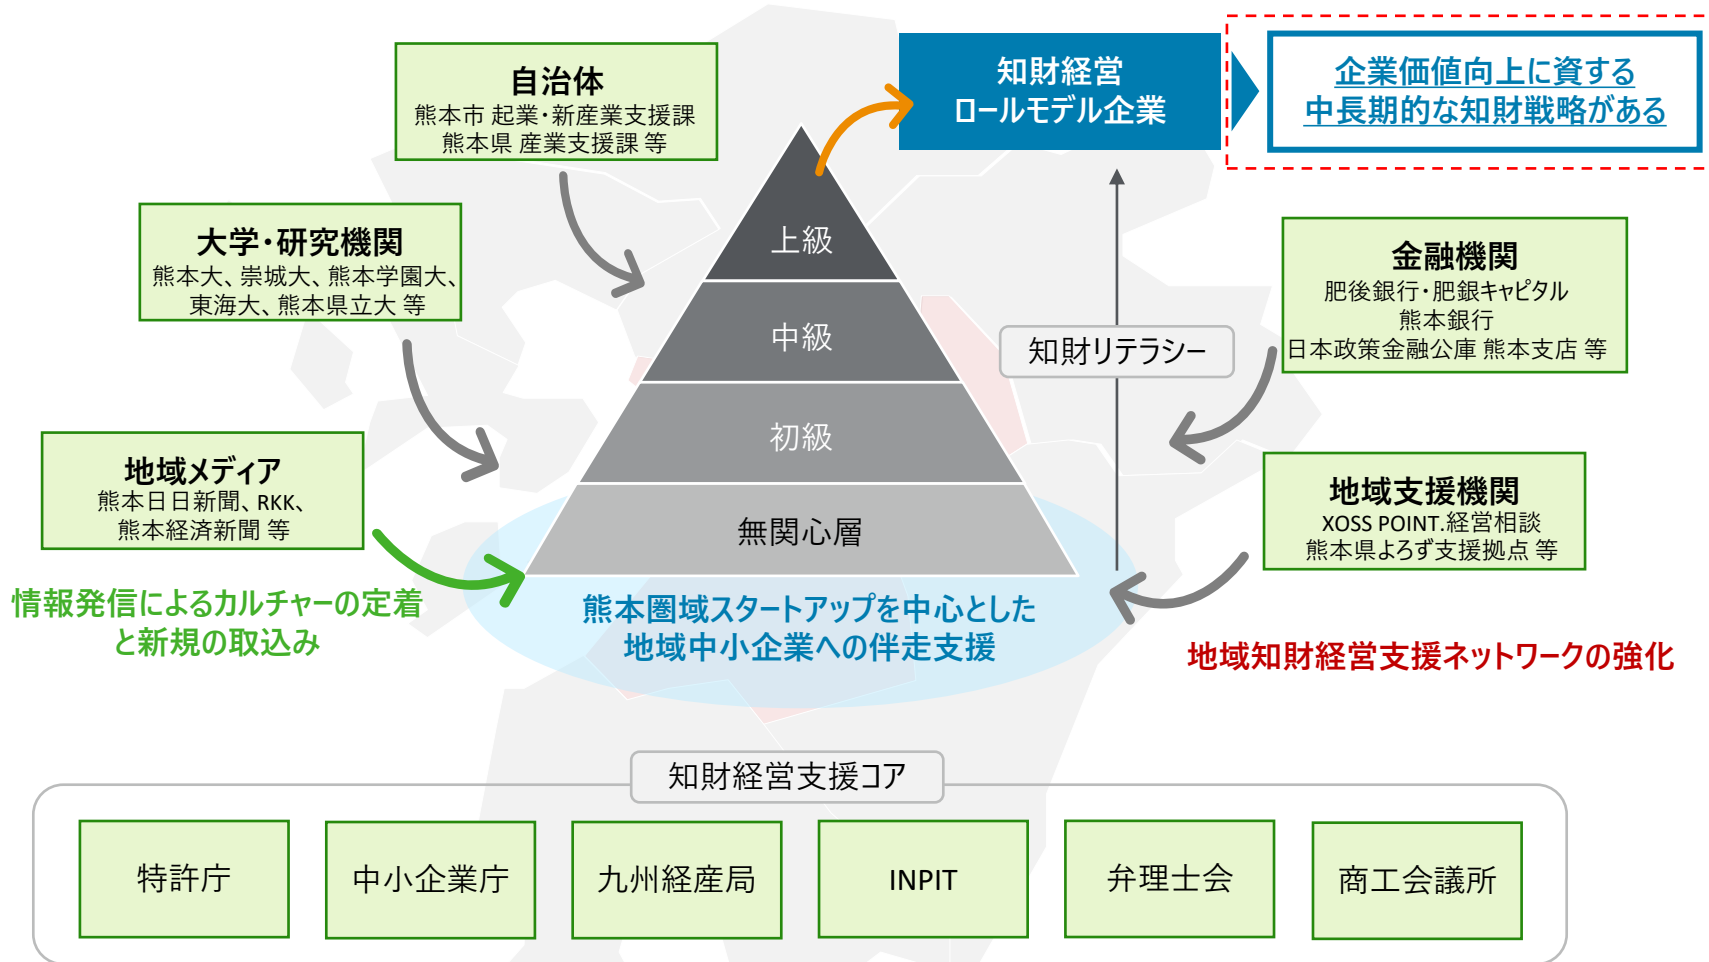 自治体
熊本市 起業・新産業支援課
熊本県 産業支援課 等
知財経営
ロールモデル企業
企業価値向上に資する
中長期的な知財戦略がある
大学・研究機関
熊本大、崇城大、熊本学園大、
東海大、熊本県立大 等
上級
中級
初級
無関心層
知財リテラシー
金融機関
肥後銀行・肥銀キャピタル
熊本銀行
日本政策金融公庫 熊本支店 等
地域メディア
熊本日日新聞、RKK、
熊本経済新聞 等
地域支援機関
XOSS POINT.経営相談
熊本県よろず支援拠点 等
情報発信によるカルチャーの定着
と新規の取込み
熊本圏域スタートアップを中心とした
地域中小企業への伴走支援
地域知財経営支援ネットワークの強化
知財経営支援コア
特許庁
中小企業庁
九州経産局
INPIT
弁理士会
商工会議所